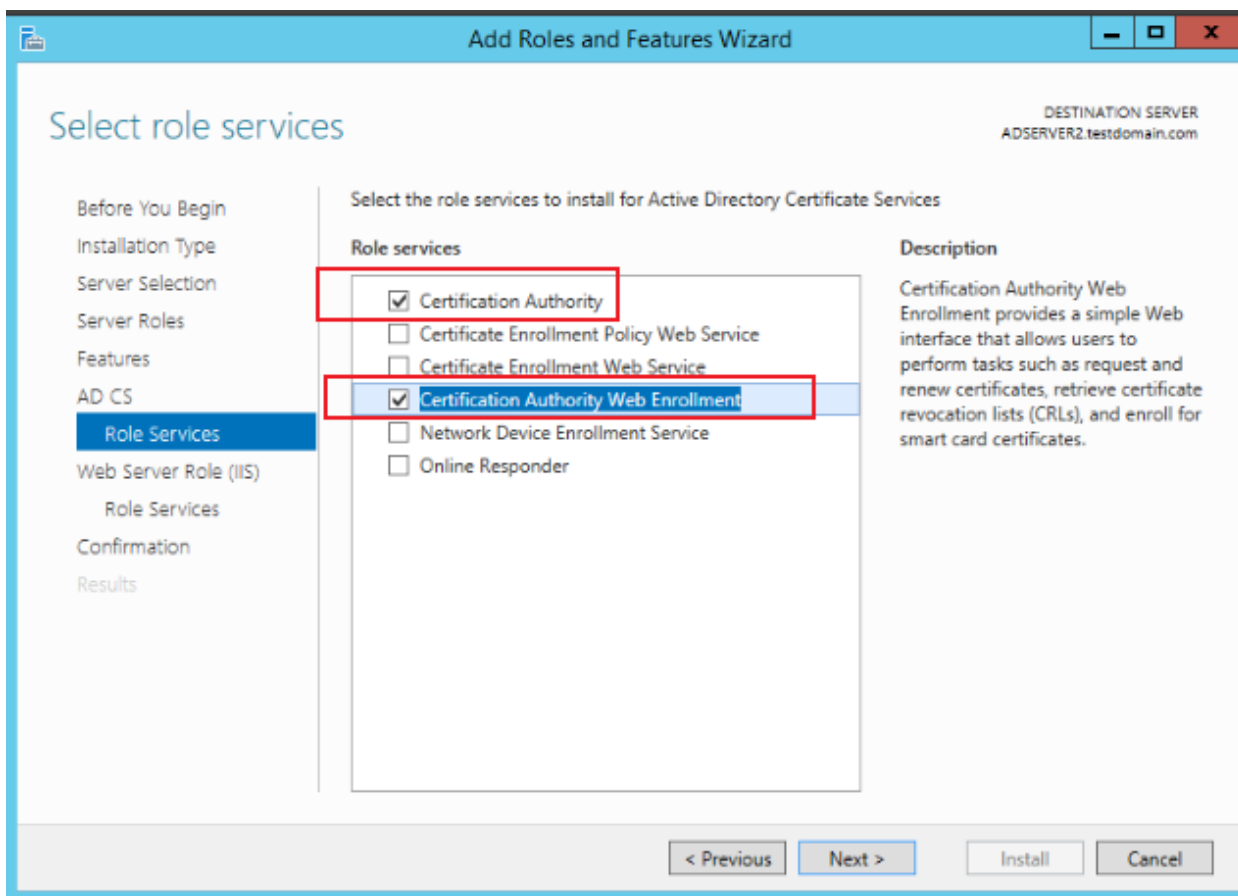 Add Roles and Features Wizard
Select role services
DESTINATION SERVER
ADSERVER2.testdomain.com
Before You Begin
Installation Type
Server Selection
Server Roles
Features
AD CS
Role Services
Web Server Role (IIS)
Role Services
Confirmation
Results
Select the role services to install for Active Directory Certificate Services
Role services
Certification Authority
Certificate Enrollment Policy Web Service
Certificate Enrollment Web Service
Certification Authority Web Enrollment
Network Device Enrollment Service
Online Responder
Description
Certification Authority Web
Enrollment provides a simple Web
interface that allows users to
perform tasks such as request and
renew certificates, retrieve certificate
revocation lists (CRLs), and enroll for
smart card certificates.
< Previous
Next >
Install
Cancel